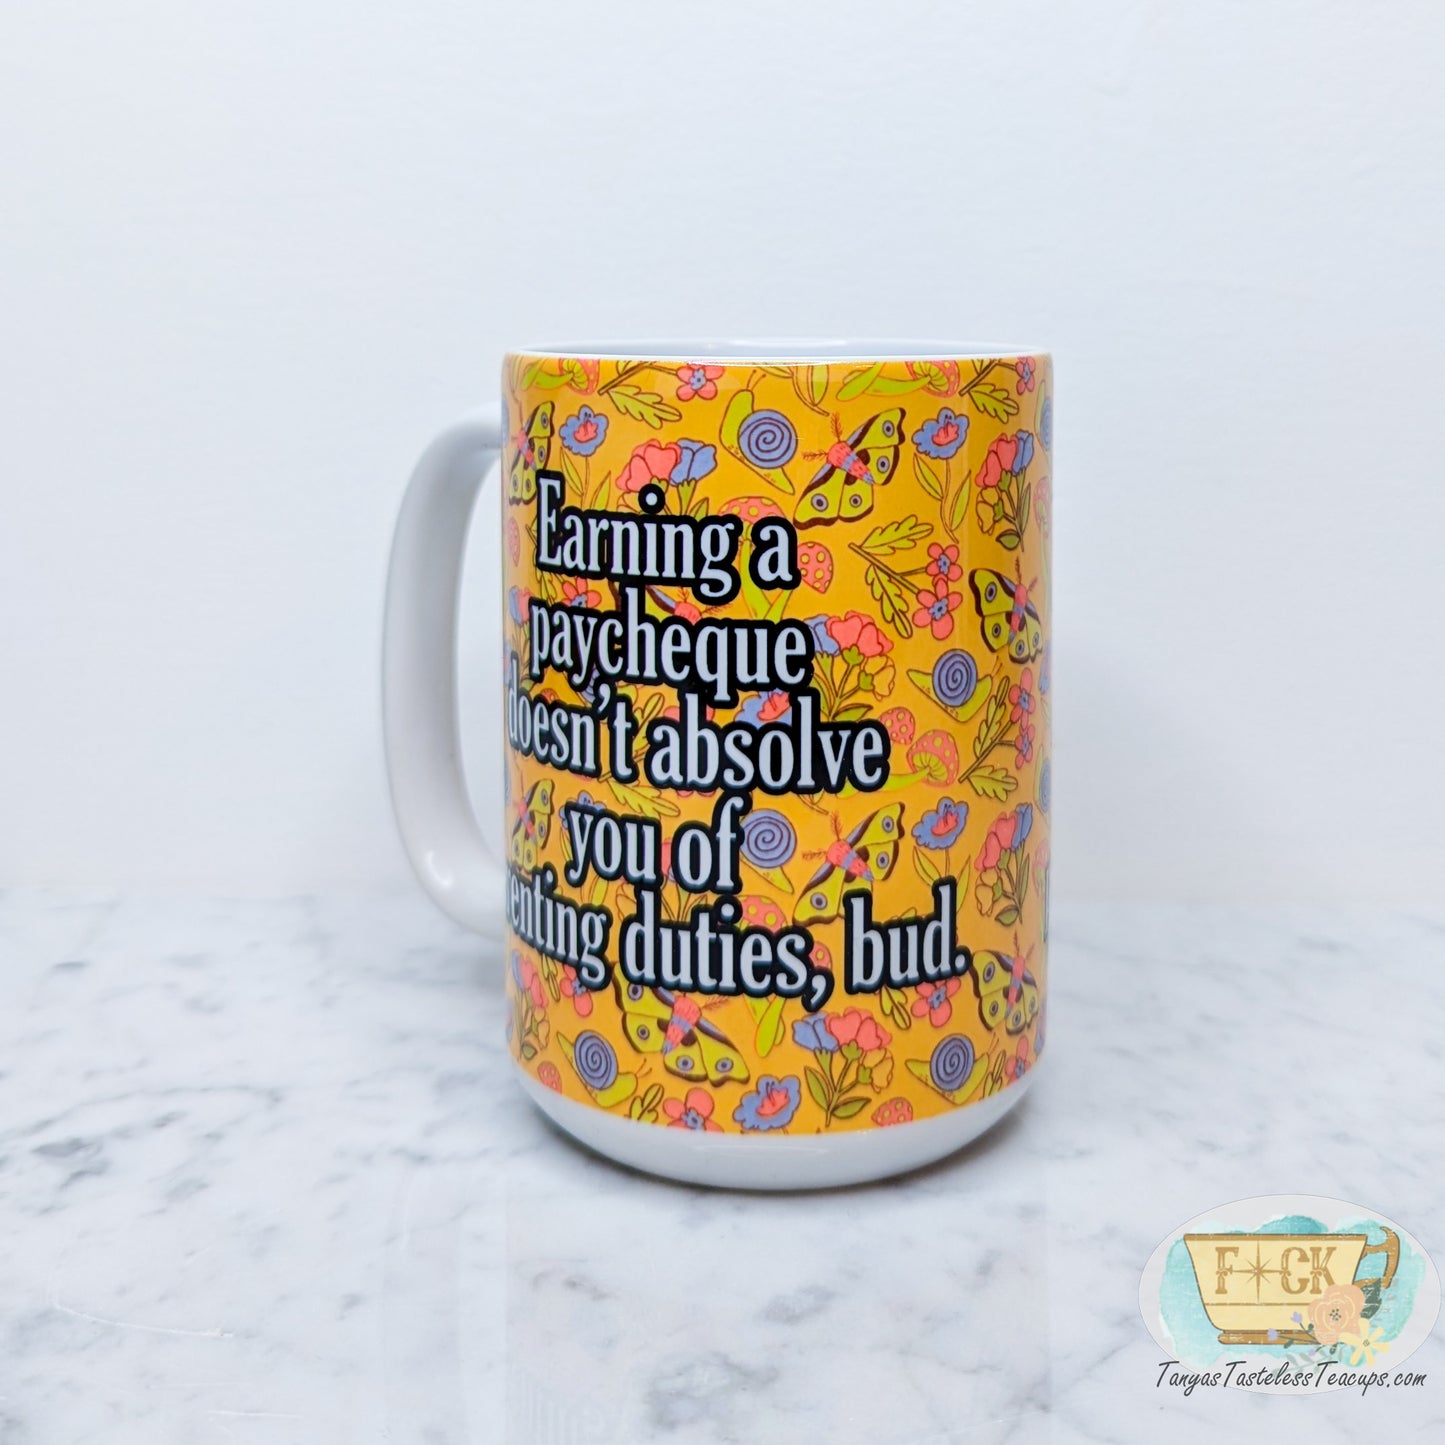 Earning a
paycheque
doesn't absolve
you of
duties, bud.
F*CK
TanyasTastelessTeacups.com